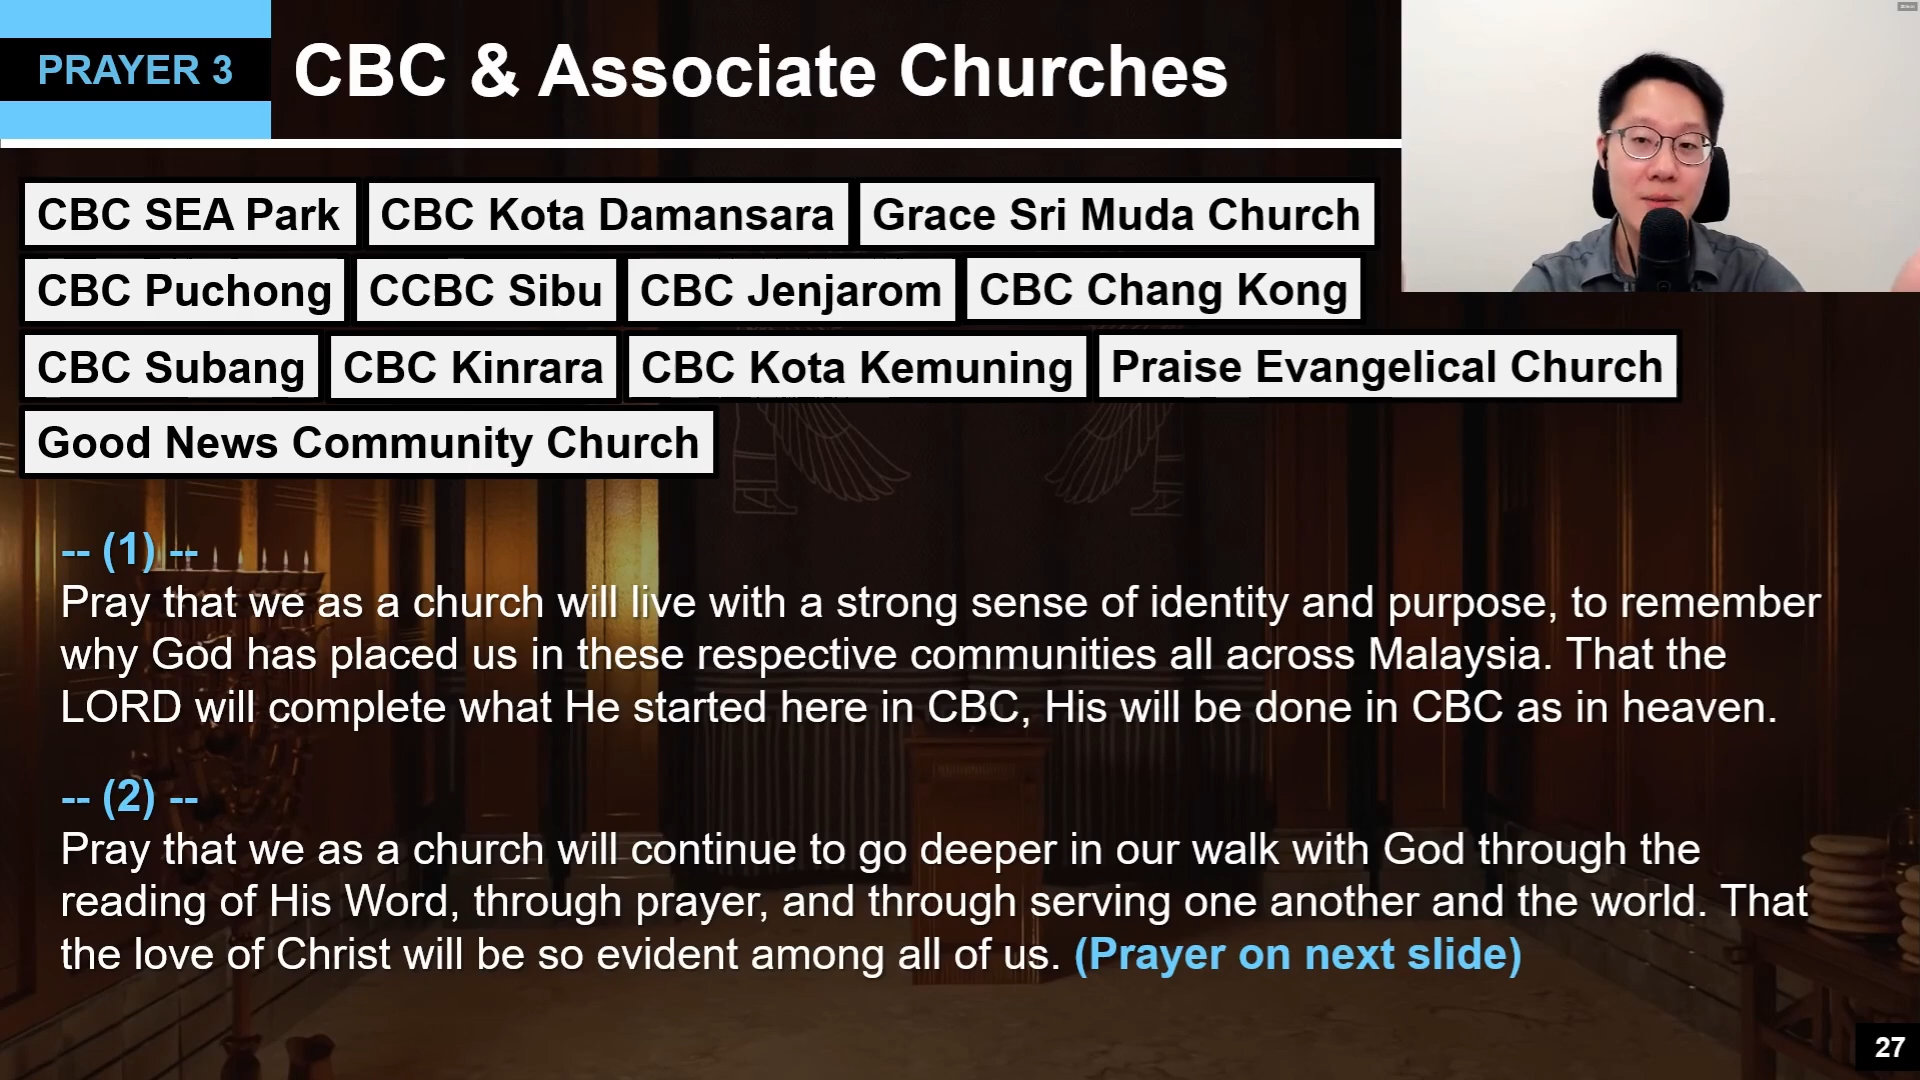 PRAYER 3
CBC & Associate Churches
CBC SEA Park CBC Kota Damansara Grace Sri Muda Church
CBC Puchong CCBC Sibu CBC Jenjarom CBC Chang Kong
CBC Subang CBC Kinrara CBC Kota Kemuning Praise Evangelical Church
Good News Community Church
-- (1) --
Pray that we as a church will live with a strong sense of identity and purpose, to remember
why God has placed us in these respective communities all across Malaysia. That the
LORD will complete what He started here in CBC, His will be done in CBC as in heaven.
-- (2) --
Pray that we as a church will continue to go deeper in our walk with God through the
reading of His Word, through prayer, and through serving one another and the world. That
the love of Christ will be so evident among all of us. (Prayer on next slide)
27